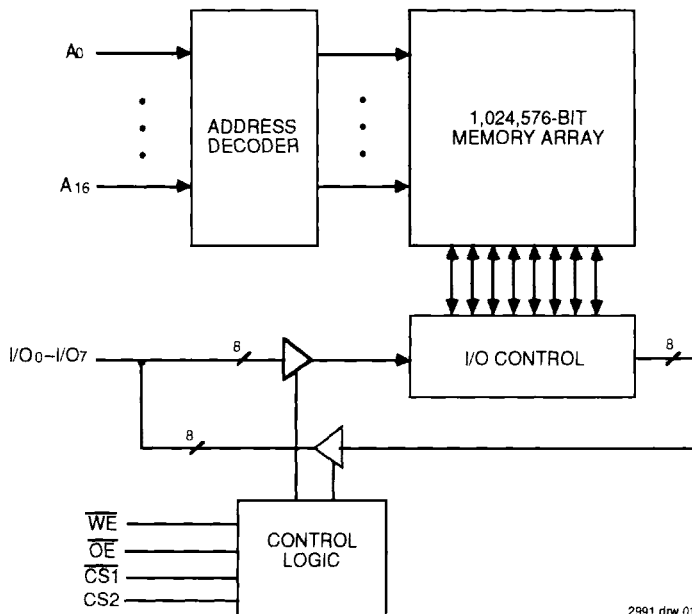 A0
A16
ADDRESS
DECODER
1,024,576-BIT
MEMORY ARRAY
I/O0–I/O7
8
I/O CONTROL
8
8
WE
OE
CS1
CS2
CONTROL
LOGIC
2991 drw 01